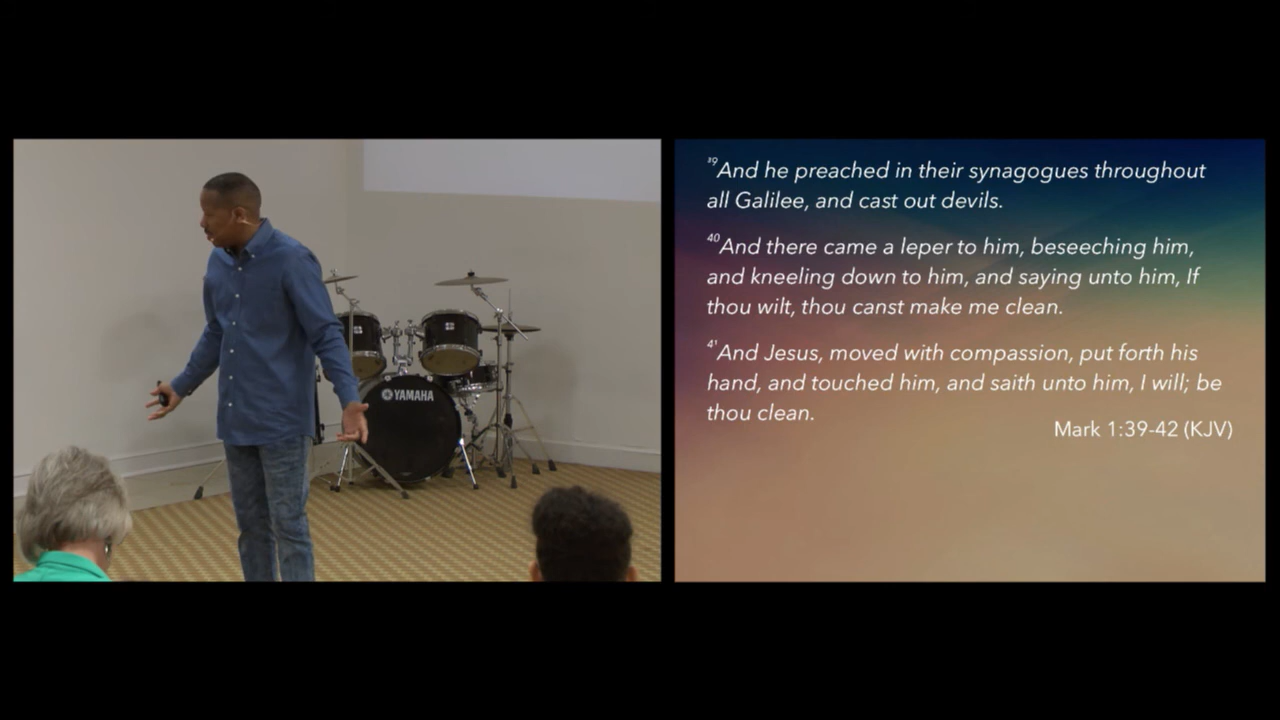 YAMAHA
³⁹And he preached in their synagogues throughout
all Galilee, and cast out devils.
⁴⁰And there came a leper to him, beseeching him,
and kneeling down to him, and saying unto him, If
thou wilt, thou canst make me clean.
⁴¹And Jesus, moved with compassion, put forth his
hand, and touched him, and saith unto him, I will; be
thou clean.
Mark 1:39-42 (KJV)